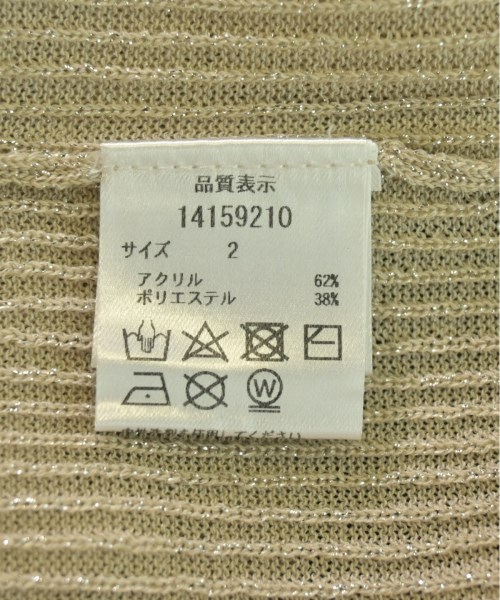 品質表示
14159210
サイズ 2
アクリル 62%
ポリエステル 38%
W